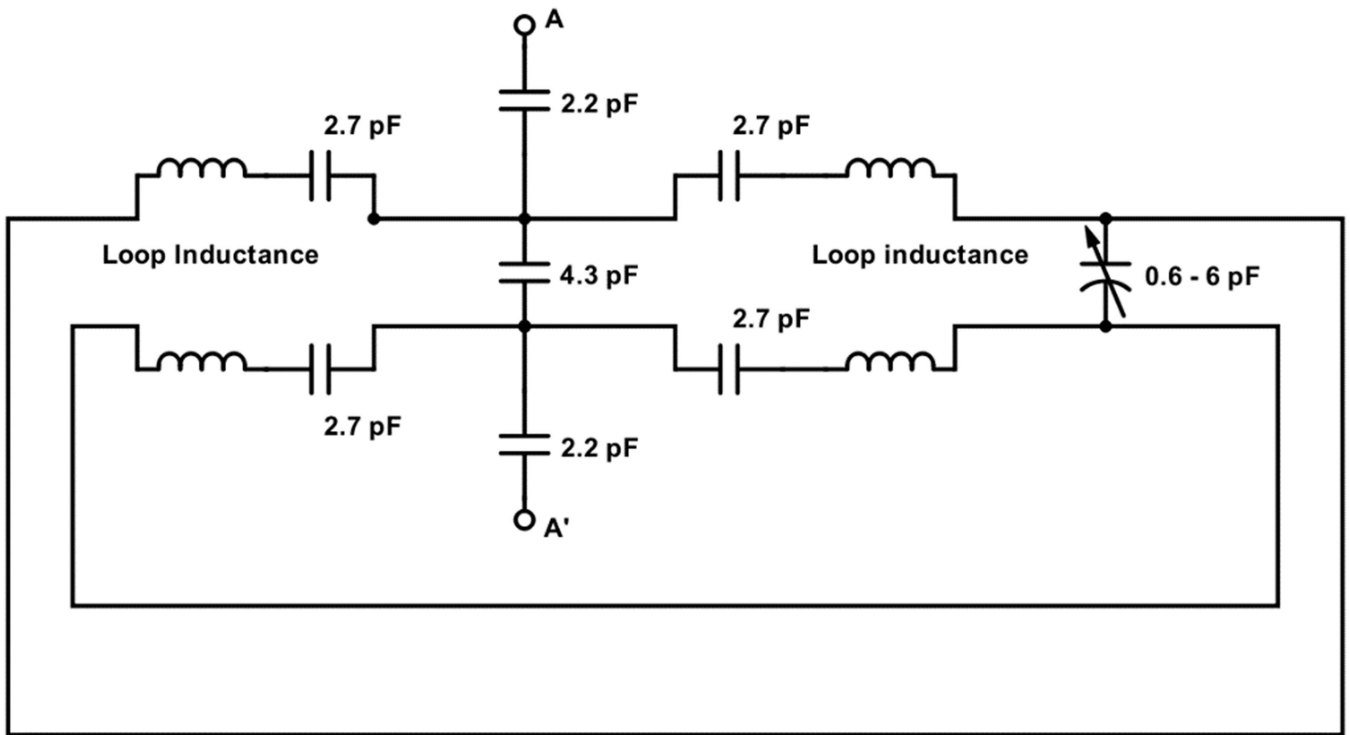 A
2.2 pF
2.7 pF
2.7 pF
Loop Inductance
4.3 pF
Loop inductance
0.6 - 6 pF
2.7 pF
2.7 pF
2.2 pF
A'